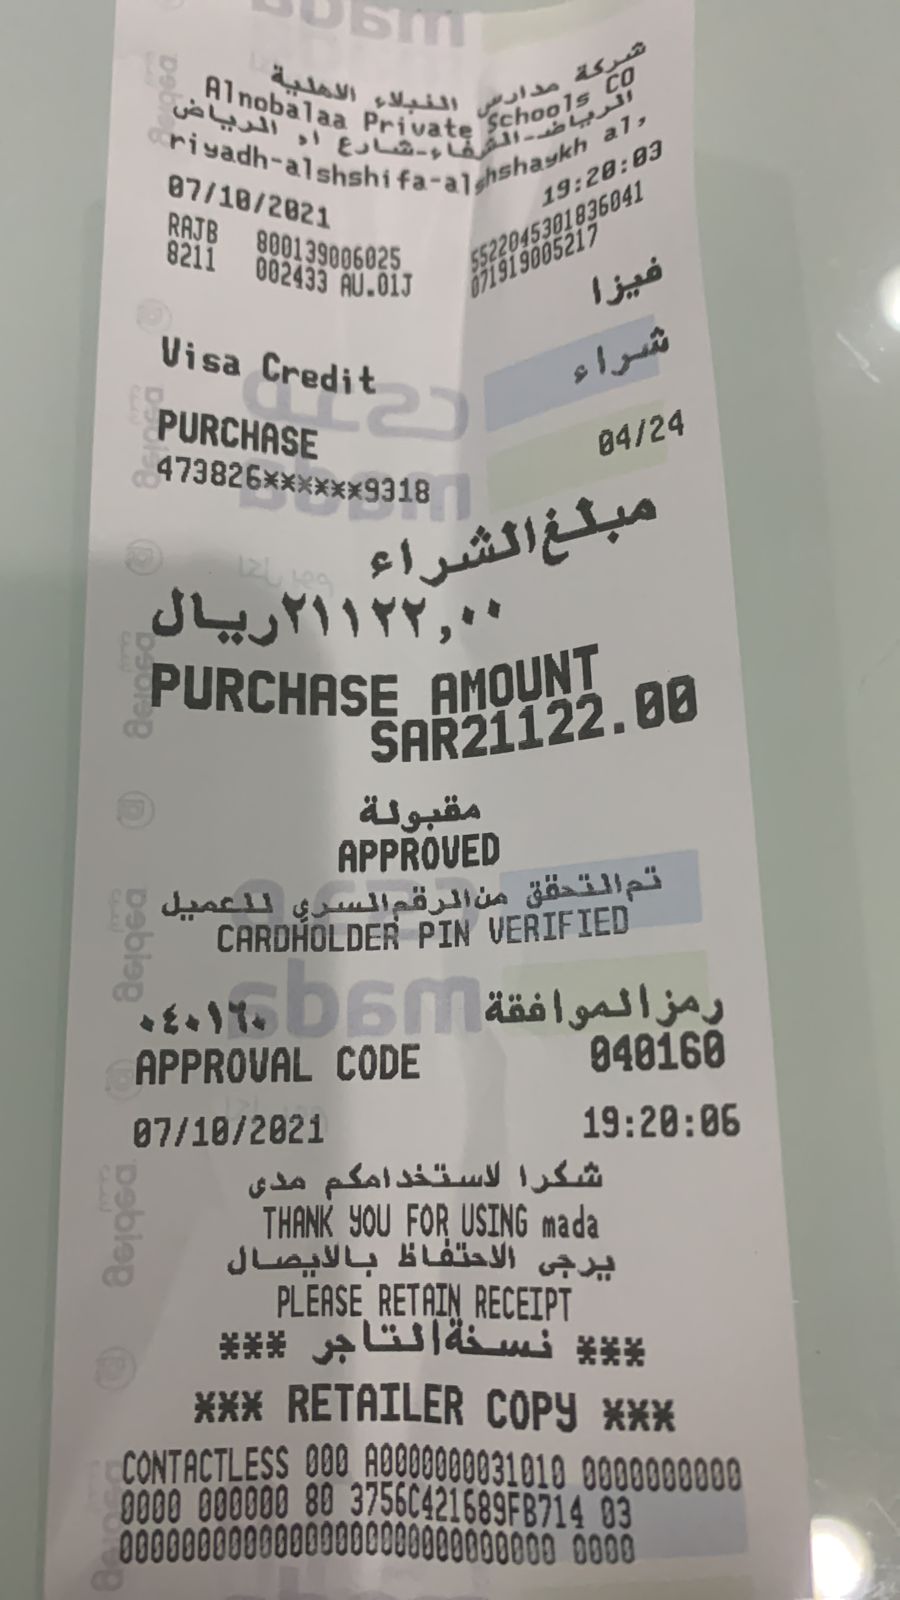 شركة مدارس النبلاء الاهلية
Alnobalaa Private Schools CO
الرياض-الشفاء-شارع ا، الرياض
riyadh-alshshifa-alshshaykh al,
07/10/2021 19:20:03
RAJB 800139006025 5522045301836041
8211 002433 AU.01J 071919005217
فيزا
Visa Credit
شراء
PURCHASE
473826******9318 04/24
مبلغ الشراء
٢١١٢٢,٠٠ ريال
PURCHASE AMOUNT
SAR21122.00
مقبولة
APPROVED
تم التحقق من الرقم السري للعميل
CARDHOLDER PIN VERIFIED
رمز الموافقة ٠٤٠١٦٠
APPROVAL CODE 040160
07/10/2021 19:20:06
شكرا لاستخدامكم مدى
THANK YOU FOR USING mada
يرجى الاحتفاظ بالايصال
PLEASE RETAIN RECEIPT
*** نسخة التاجر ***
*** RETAILER COPY ***
CONTACTLESS 000 A0000000031010 0000000000
0000 000000 80 3756C421689FB714 03
0000000000000000000000000000 0000